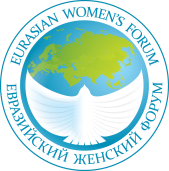 EURASIAN WOMEN'S FORUM
ЕВРАЗИЙСКИЙ ЖЕНСКИЙ ФОРУМ